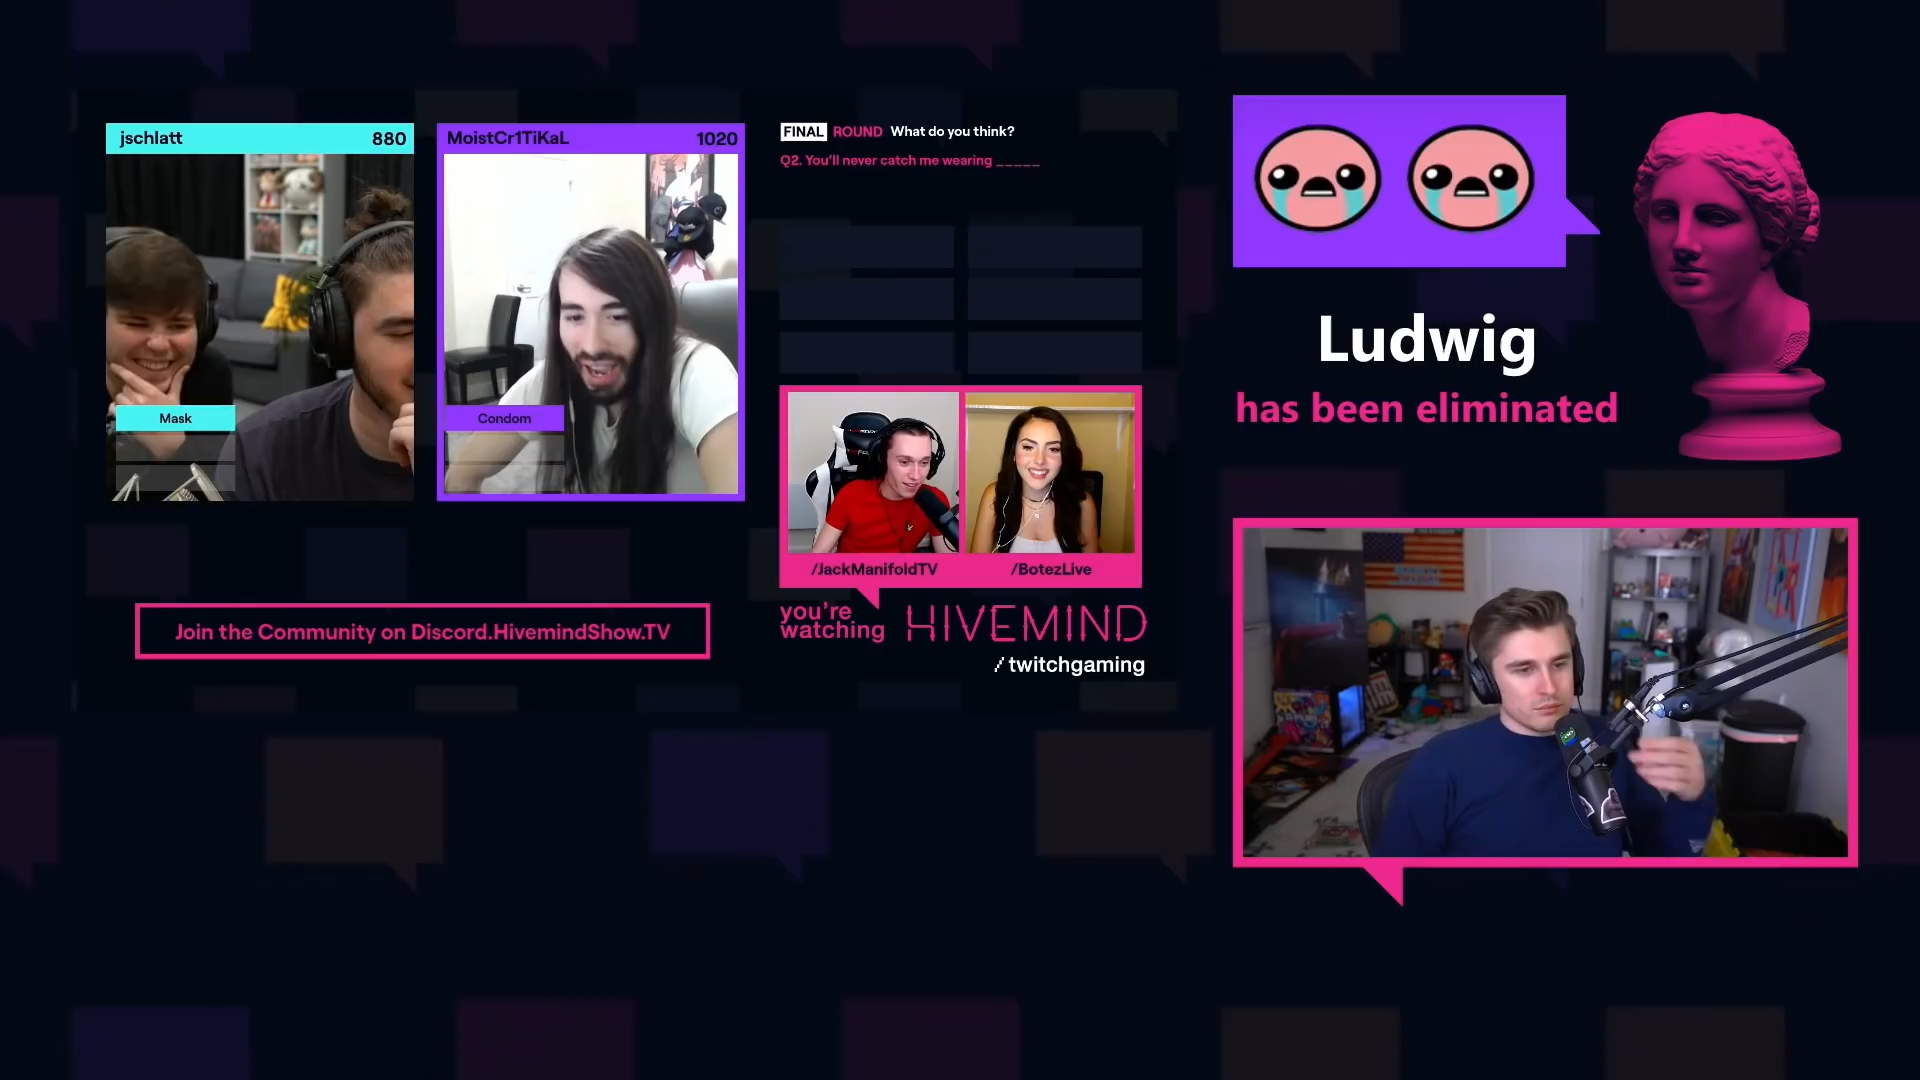 jschlatt 880
MoistCr1TiKaL 1020
Mask
Condom
FINAL ROUND What do you think?
Q2. You'll never catch me wearing _____
/JackManifoldTV /BotezLive
you're
watching
HIVEMIND
/twitchgaming
Join the Community on Discord.HivemindShow.TV
Ludwig
has been eliminated